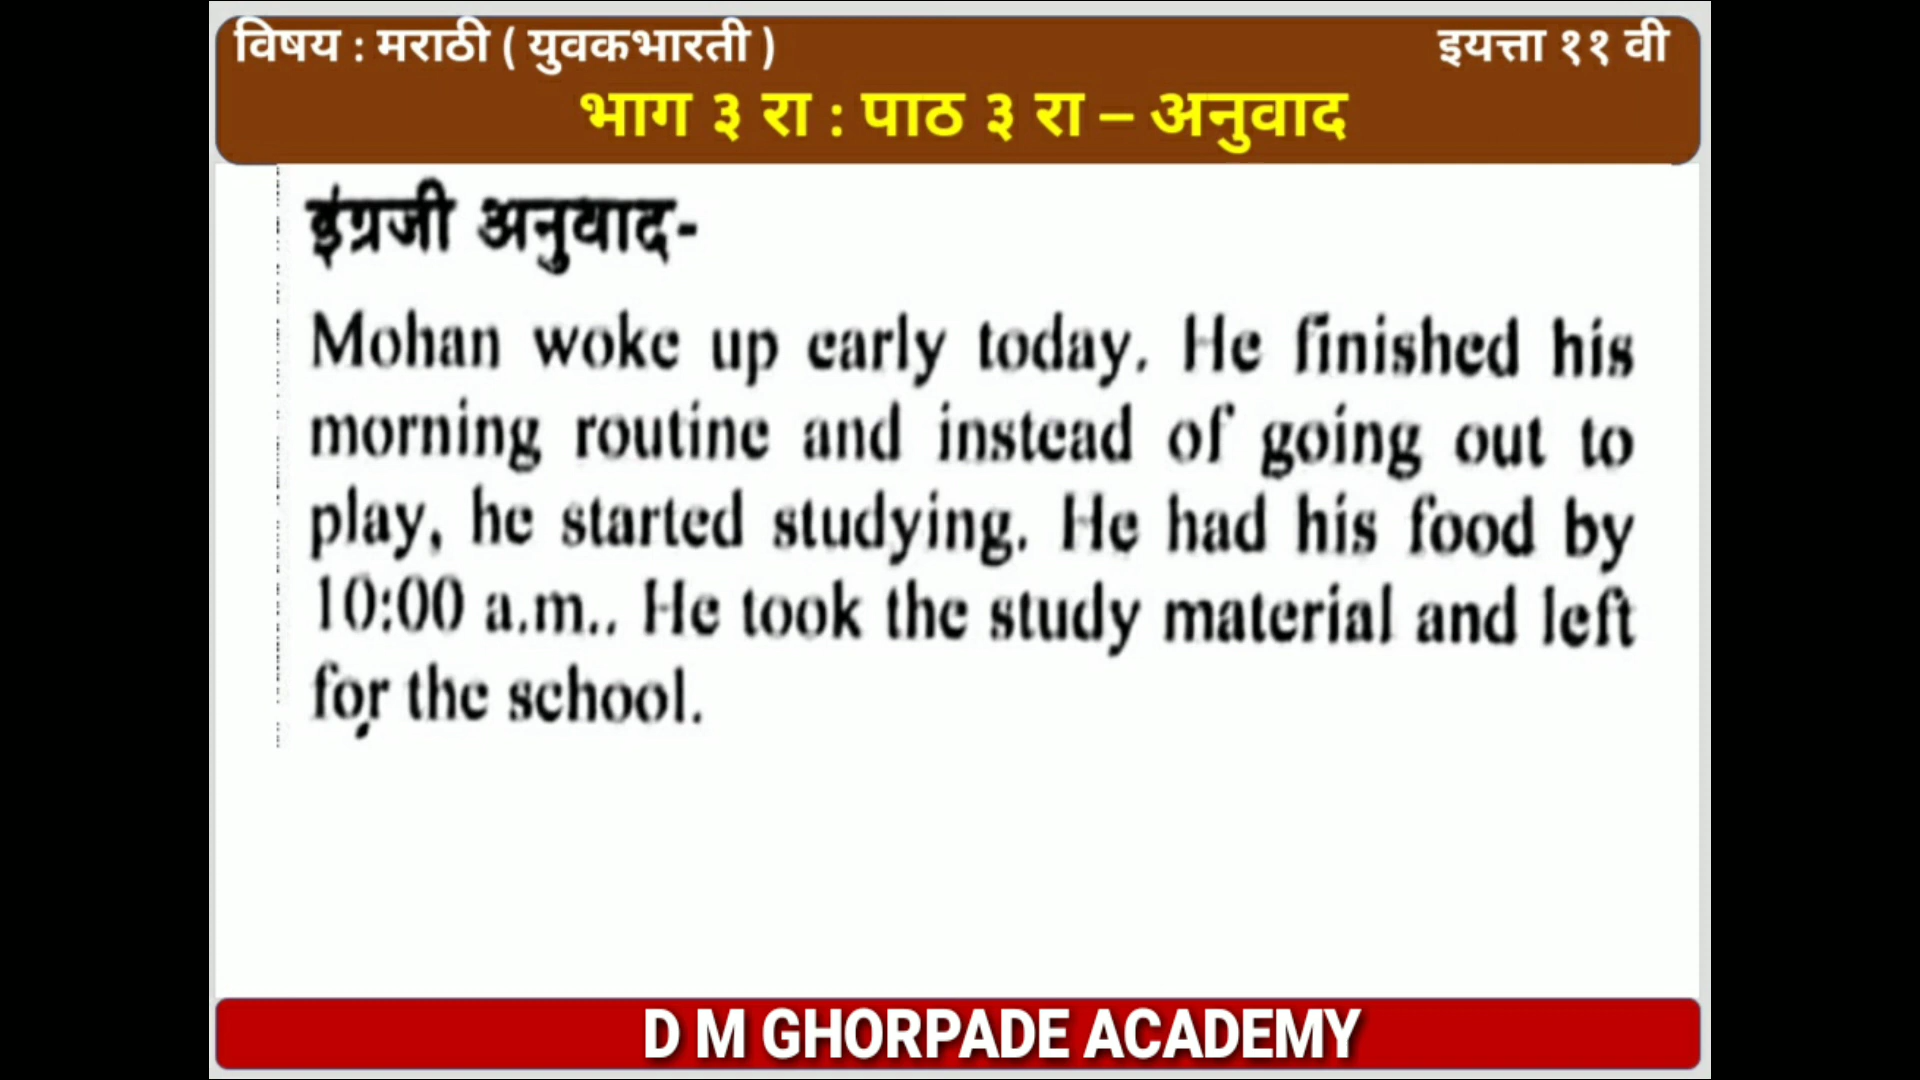 विषय : मराठी ( युवकभारती )
इयत्ता ११ वी
भाग ३ रा : पाठ ३ रा – अनुवाद
इंग्रजी अनुवाद-
Mohan woke up early today. He finished his
morning routine and instead of going out to
play, he started studying. He had his food by
10:00 a.m.. He took the study material and left
for the school.
D M GHORPADE ACADEMY